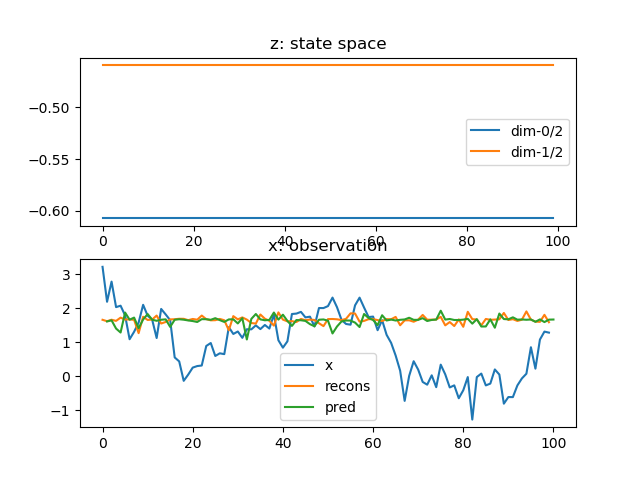 z: state space
−0.50
−0.55
−0.60
dim-0/2
dim-1/2
0 20 40 60 80 100
x: observation
3
2
1
0
−1
x
recons
pred
0 20 40 60 80 100